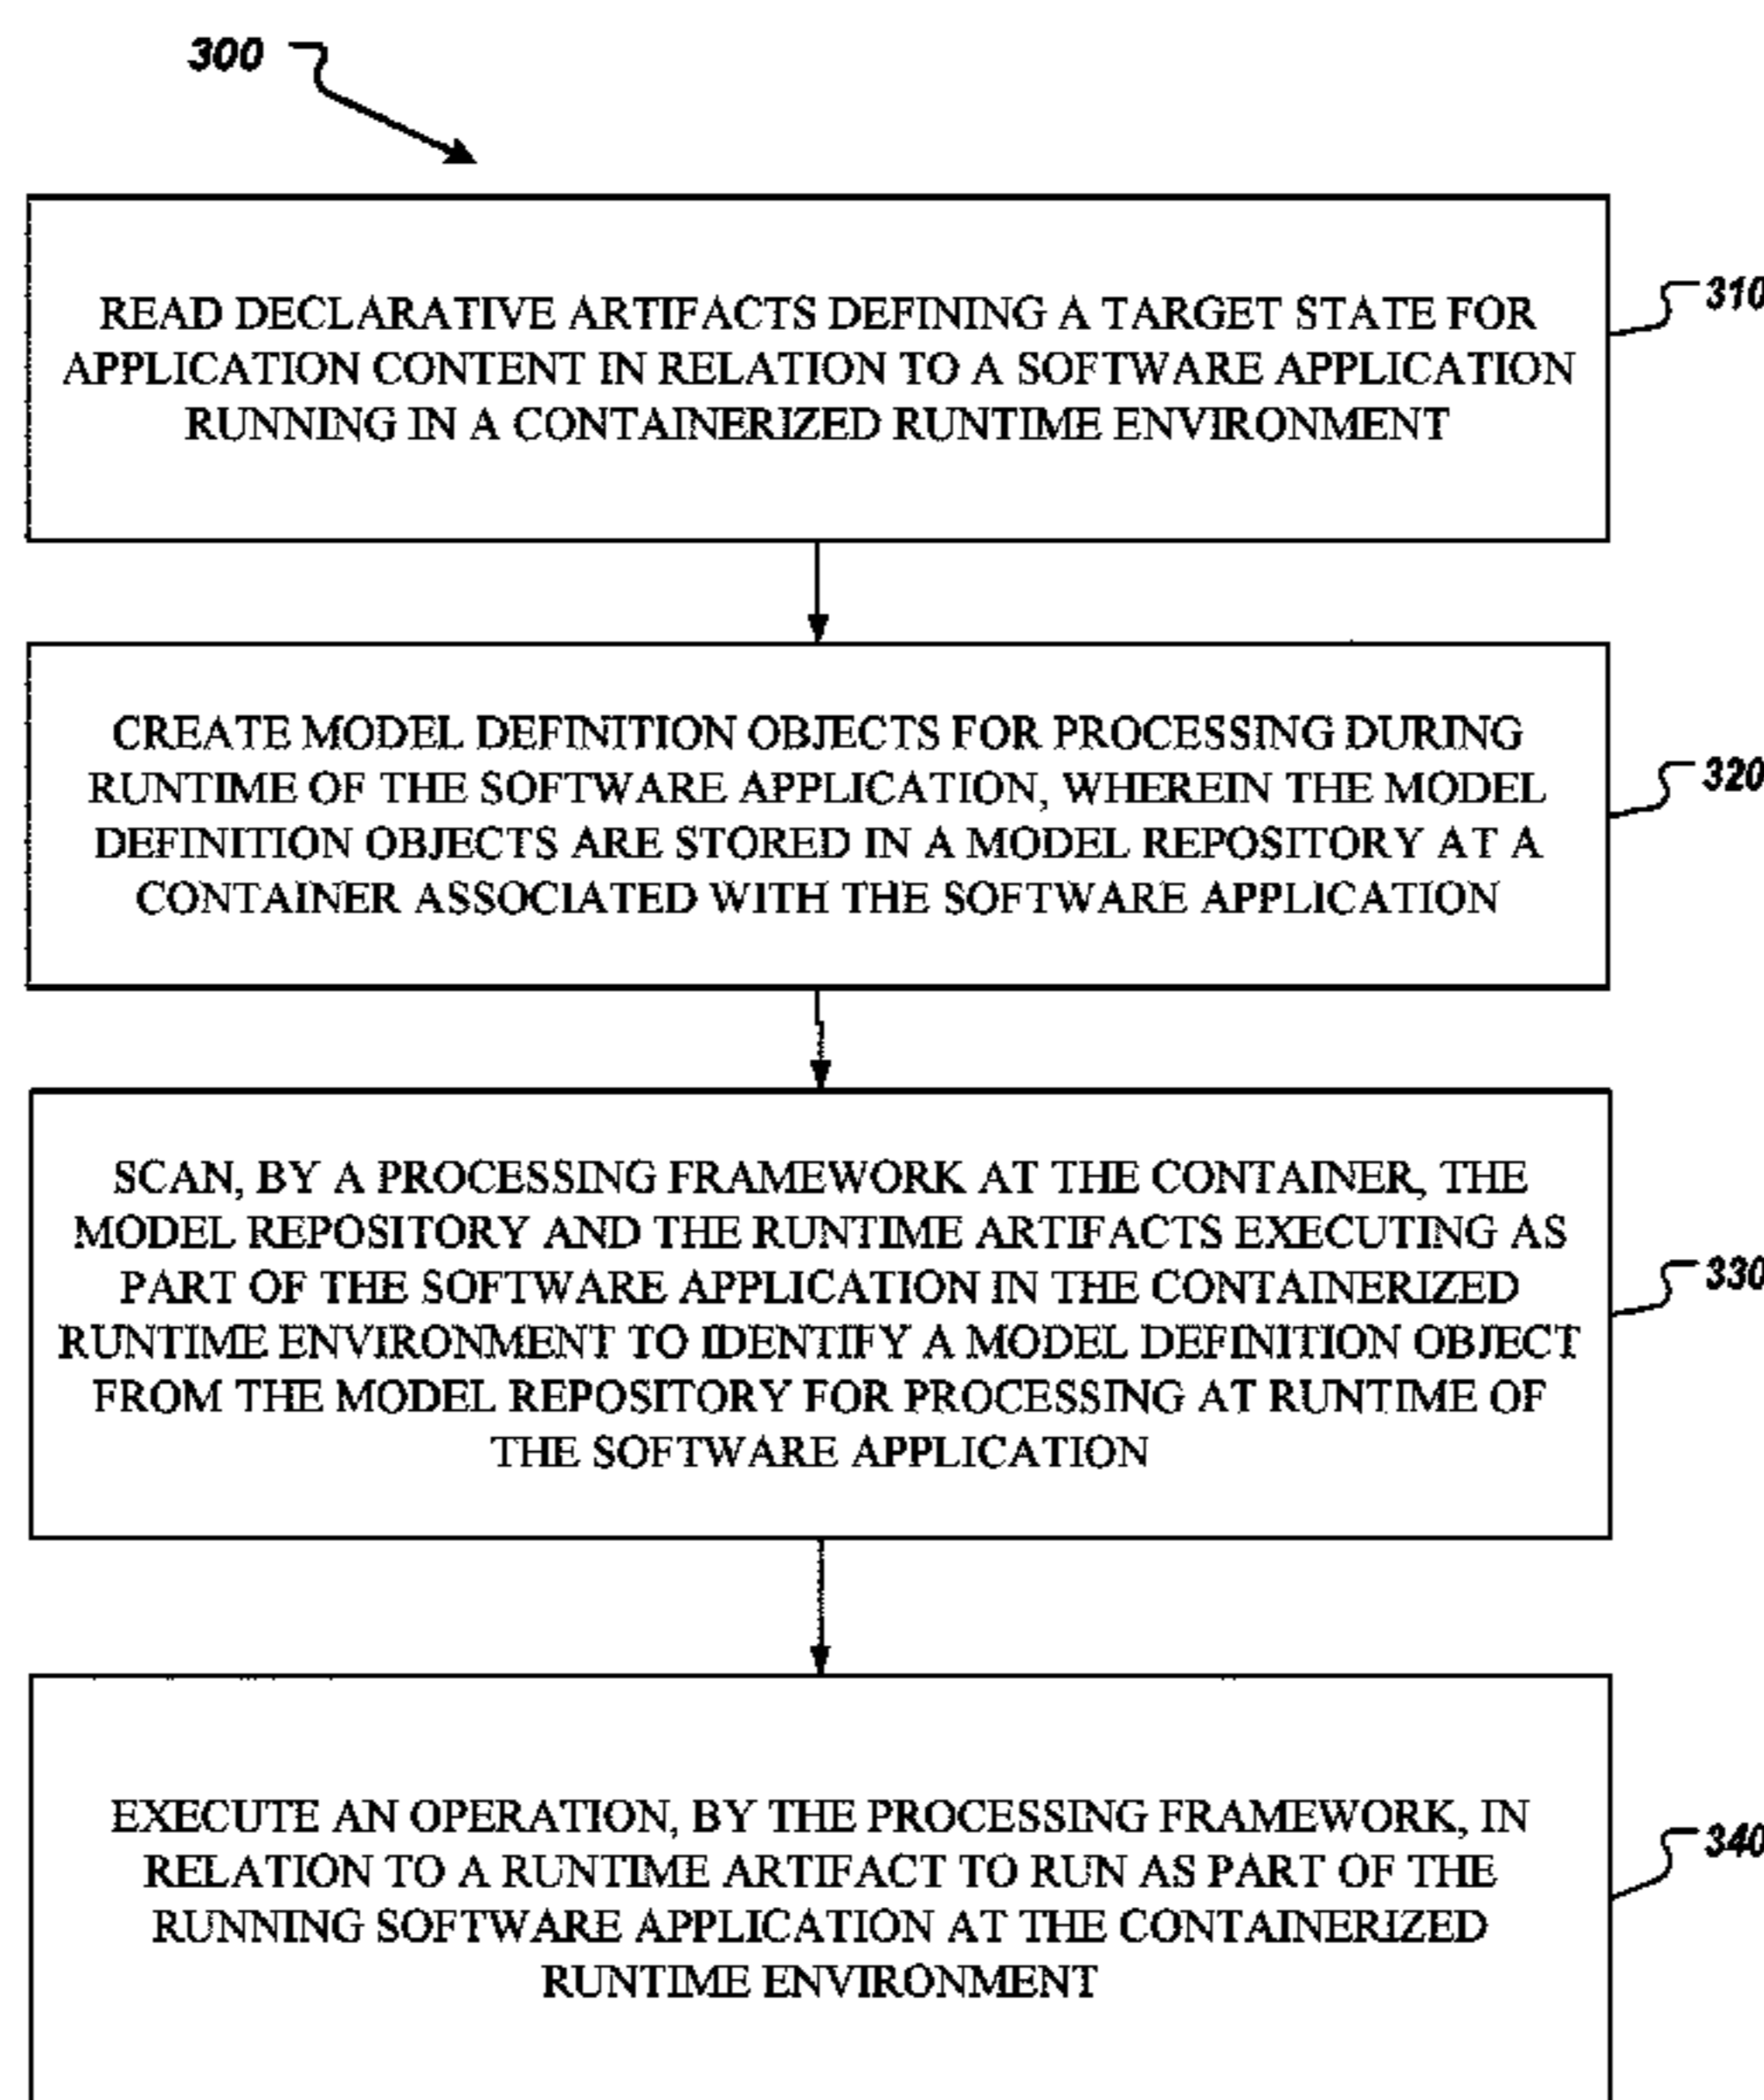 300
READ DECLARATIVE ARTIFACTS DEFINING A TARGET STATE FOR
APPLICATION CONTENT IN RELATION TO A SOFTWARE APPLICATION
RUNNING IN A CONTAINERIZED RUNTIME ENVIRONMENT
310
CREATE MODEL DEFINITION OBJECTS FOR PROCESSING DURING
RUNTIME OF THE SOFTWARE APPLICATION, WHEREIN THE MODEL
DEFINITION OBJECTS ARE STORED IN A MODEL REPOSITORY AT A
CONTAINER ASSOCIATED WITH THE SOFTWARE APPLICATION
320
SCAN, BY A PROCESSING FRAMEWORK AT THE CONTAINER, THE
MODEL REPOSITORY AND THE RUNTIME ARTIFACTS EXECUTING AS
PART OF THE SOFTWARE APPLICATION IN THE CONTAINERIZED
RUNTIME ENVIRONMENT TO IDENTIFY A MODEL DEFINITION OBJECT
FROM THE MODEL REPOSITORY FOR PROCESSING AT RUNTIME OF
THE SOFTWARE APPLICATION
330
EXECUTE AN OPERATION, BY THE PROCESSING FRAMEWORK, IN
RELATION TO A RUNTIME ARTIFACT TO RUN AS PART OF THE
RUNNING SOFTWARE APPLICATION AT THE CONTAINERIZED
RUNTIME ENVIRONMENT
340